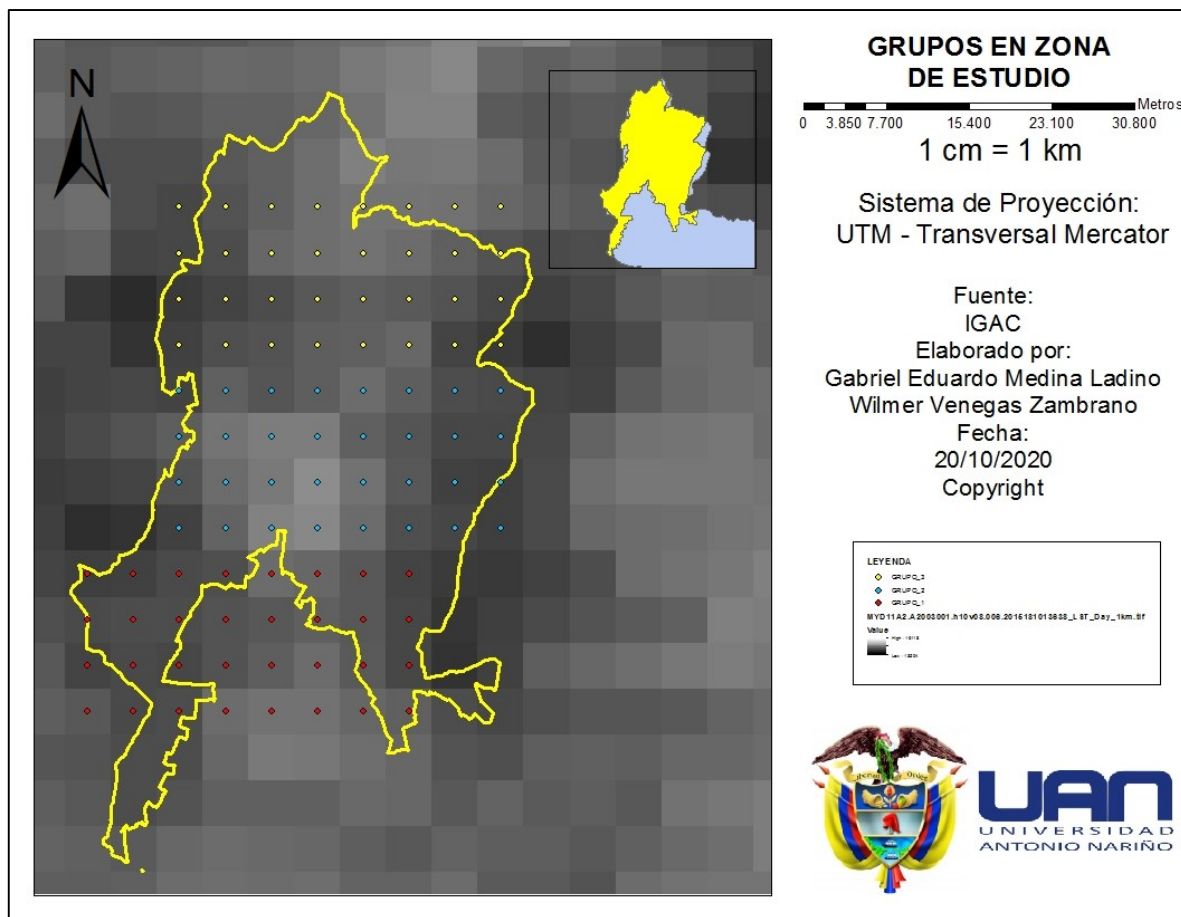 N
GRUPOS EN ZONA
DE ESTUDIO
Metros
0 3.850 7.700 15.400 23.100 30.800
1 cm = 1 km
Sistema de Proyección:
UTM - Transversal Mercator
Fuente:
IGAC
Elaborado por:
Gabriel Eduardo Medina Ladino
Wilmer Venegas Zambrano
Fecha:
20/10/2020
Copyright
LEYENDA
GRUPO_3
GRUPO_2
GRUPO_1
Value
Libertad Orden
UAN
UNIVERSIDAD
ANTONIO NARIÑO